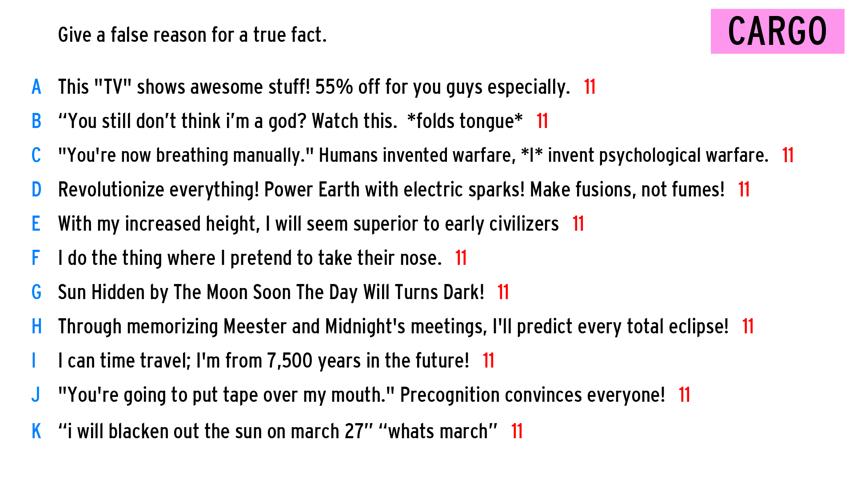 Give a false reason for a true fact.
CARGO
A This "TV" shows awesome stuff! 55% off for you guys especially. 11
B “You still don’t think i’m a god? Watch this. *folds tongue* 11
C "You're now breathing manually." Humans invented warfare, *I* invent psychological warfare. 11
D Revolutionize everything! Power Earth with electric sparks! Make fusions, not fumes! 11
E With my increased height, I will seem superior to early civilizers 11
F I do the thing where I pretend to take their nose. 11
G Sun Hidden by The Moon Soon The Day Will Turns Dark! 11
H Through memorizing Meester and Midnight's meetings, I'll predict every total eclipse! 11
I I can time travel; I'm from 7,500 years in the future! 11
J "You're going to put tape over my mouth." Precognition convinces everyone! 11
K “i will blacken out the sun on march 27” “whats march” 11